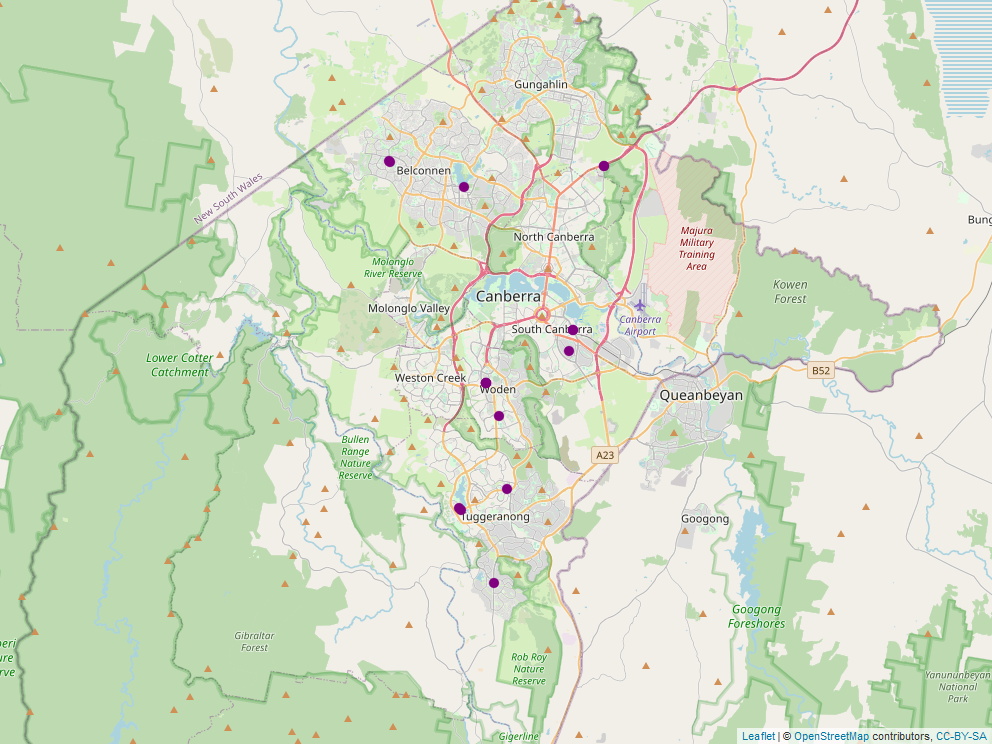 Gungahlin
Belconnen
New South Wales
North Canberra
Majura
Military
Training
Area
Bung
Molonglo
River Reserve
Kowen
Forest
Canberra
Molonglo Valley
South Canberra
Canberra
Airport
Lower Cotter
Catchment
Weston Creek
Woden
B52
Queanbeyan
Bullen
Range
Nature
Reserve
A23
Tuggeranong
Googong
Googong
Foreshores
Gibraltar
Forest
peri
ure
rve
Rob Roy
Nature
Reserve
Yanununbeyan
National
Park
Gigerline
Leaflet | © OpenStreetMap contributors, CC-BY-SA